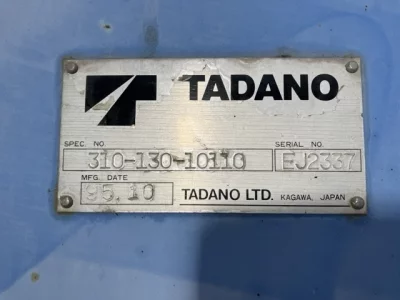 TADANO
SPEC. NO. SERIAL NO.
310-130-10110 EJ2337
MFG. DATE
95.10 TADANO LTD. KAGAWA, JAPAN